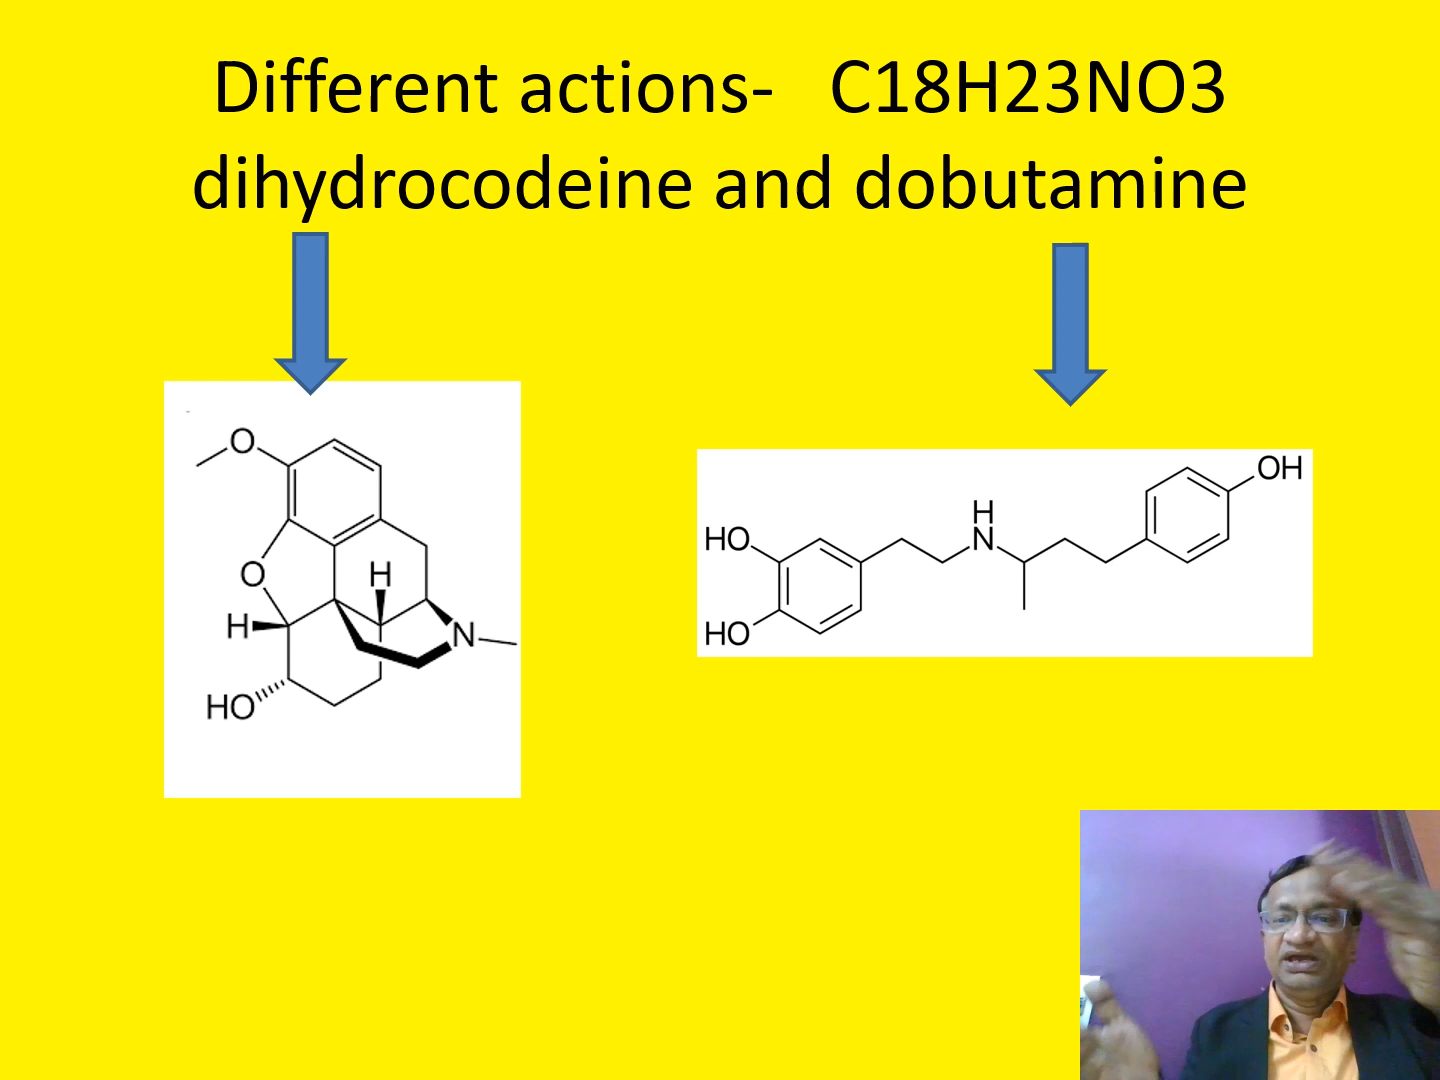 Different actions- C18H23NO3
dihydrocodeine and dobutamine
O
O
H
H
N
HO
OH
H
N
HO
HO